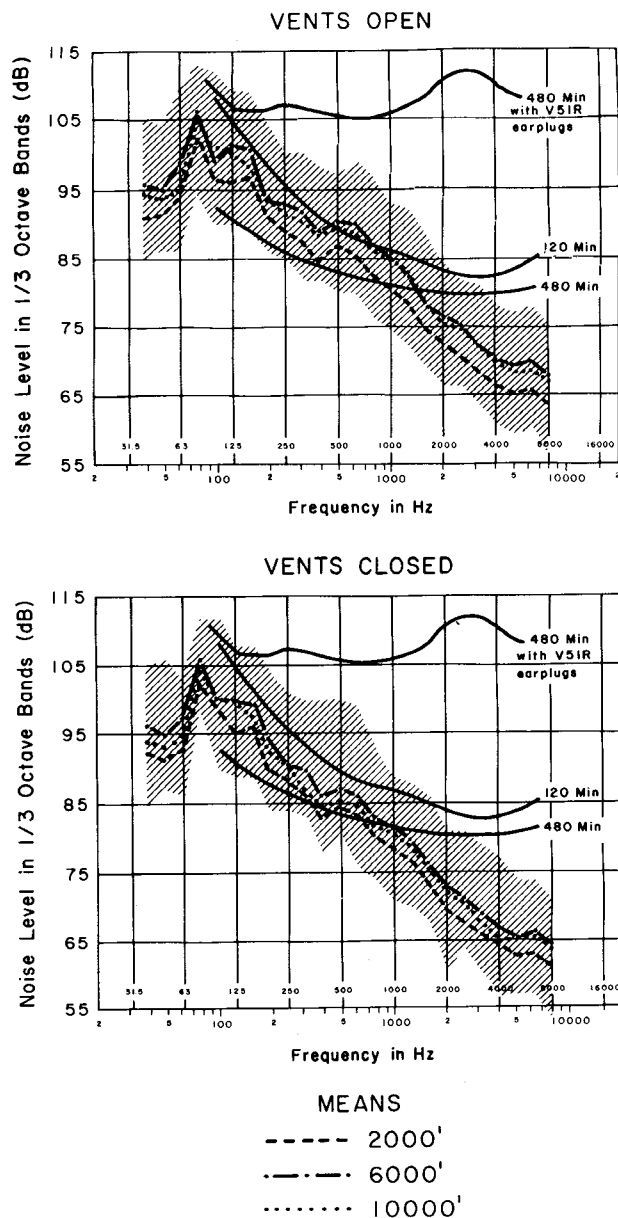 VENTS OPEN
Noise Level in 1/3 Octave Bands (dB)
115
105
95
85
75
65
55
480 Min
with V51R
earplugs
120 Min
480 Min
31.5 63 125 250 500 1000 2000 4000 8000 16000
2 5 100 2 5 1000 2 5 10000 2
Frequency in Hz
VENTS CLOSED
Noise Level in 1/3 Octave Bands (dB)
115
105
95
85
75
65
55
480 Min
with V51R
earplugs
120 Min
480 Min
31.5 63 125 250 500 1000 2000 4000 8000 16000
2 5 100 2 5 1000 2 5 10000
Frequency in Hz
MEANS
2000'
6000'
10000'